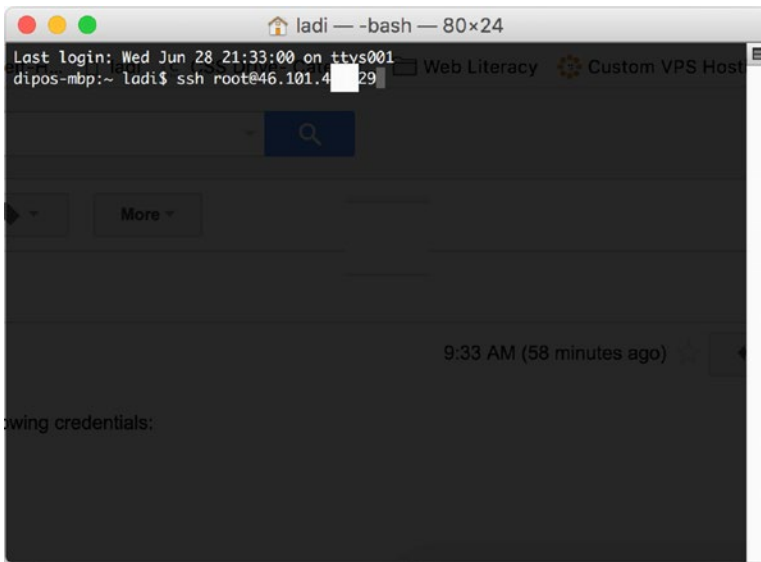 ladi — -bash — 80×24
Last login: Wed Jun 28 21:33:00 on ttys001
Web Literacy Custom VPS Host
dipos-mbp:~ ladi$ ssh root@46.101.4 29
More
9:33 AM (58 minutes ago)
owing credentials: